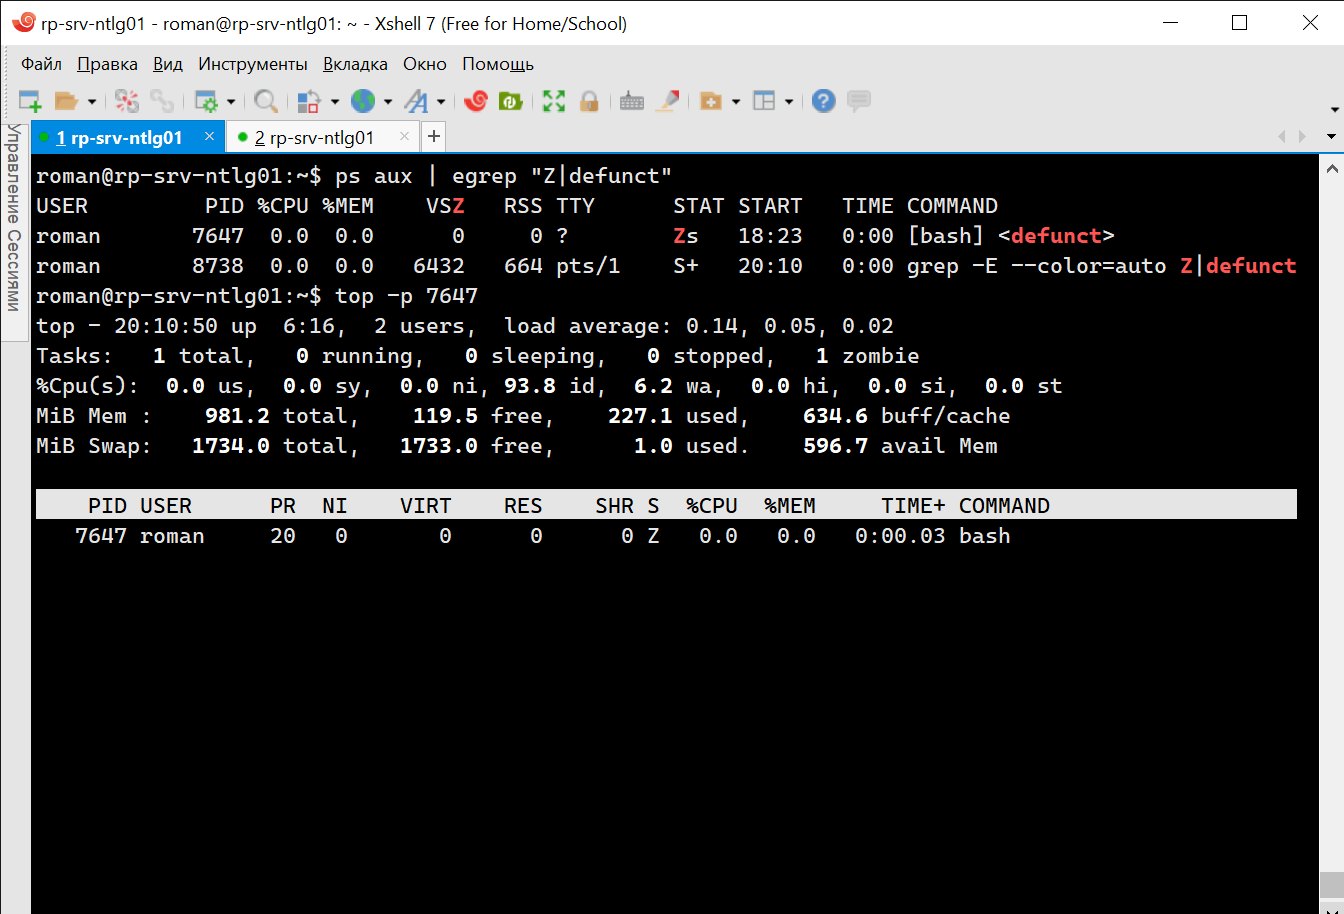 rp-srv-ntlg01 - roman@rp-srv-ntlg01: ~ - Xshell 7 (Free for Home/School)
Файл Правка Вид Инструменты Вкладка Окно Помощь
1 rp-srv-ntlg01 × 2 rp-srv-ntlg01 × +
Управление Сессиями
roman@rp-srv-ntlg01:~$ ps aux | egrep "Z|defunct"
USER         PID %CPU %MEM    VSZ   RSS TTY      STAT START   TIME COMMAND
roman       7647  0.0  0.0      0     0 ?        Zs   18:23   0:00 [bash] <defunct>
roman       8738  0.0  0.0   6432   664 pts/1    S+   20:10   0:00 grep -E --color=auto Z|defunct
roman@rp-srv-ntlg01:~$ top -p 7647
top - 20:10:50 up  6:16,  2 users,  load average: 0.14, 0.05, 0.02
Tasks:   1 total,   0 running,   0 sleeping,   0 stopped,   1 zombie
%Cpu(s):  0.0 us,  0.0 sy,  0.0 ni, 93.8 id,  6.2 wa,  0.0 hi,  0.0 si,  0.0 st
MiB Mem :    981.2 total,    119.5 free,    227.1 used,    634.6 buff/cache
MiB Swap:   1734.0 total,   1733.0 free,      1.0 used.    596.7 avail Mem
    PID USER      PR  NI    VIRT    RES    SHR S  %CPU  %MEM     TIME+ COMMAND
   7647 roman     20   0       0      0      0 Z   0.0   0.0   0:00.03 bash